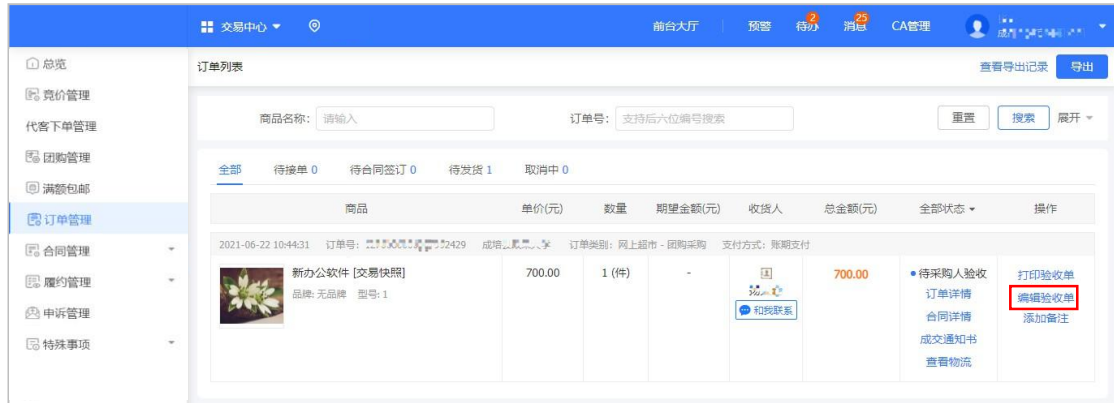 交易中心
前台大厅 预警 待办 2 消息 25 CA管理
总览
竞价管理
代客下单管理
团购管理
满额包邮
订单管理
合同管理
履约管理
申诉管理
特殊事项
订单列表 查看导出记录 导出
商品名称: 请输入 订单号: 支持后六位编号搜索 重置 搜索 展开
全部 待接单 0 待合同签订 0 待发货 1 取消中 0
商品 单价(元) 数量 期望金额(元) 收货人 总金额(元) 全部状态 操作
2021-06-22 10:44:31 订单号: 2429 订单类别: 网上超市 - 团购采购 支付方式: 账期支付
新办公软件 [交易快照] 700.00 1 (件) - 700.00 待采购人验收 打印验收单
品牌: 无品牌 型号: 1 订单详情 编辑验收单
和我联系 合同详情 添加备注
成交通知书
查看物流